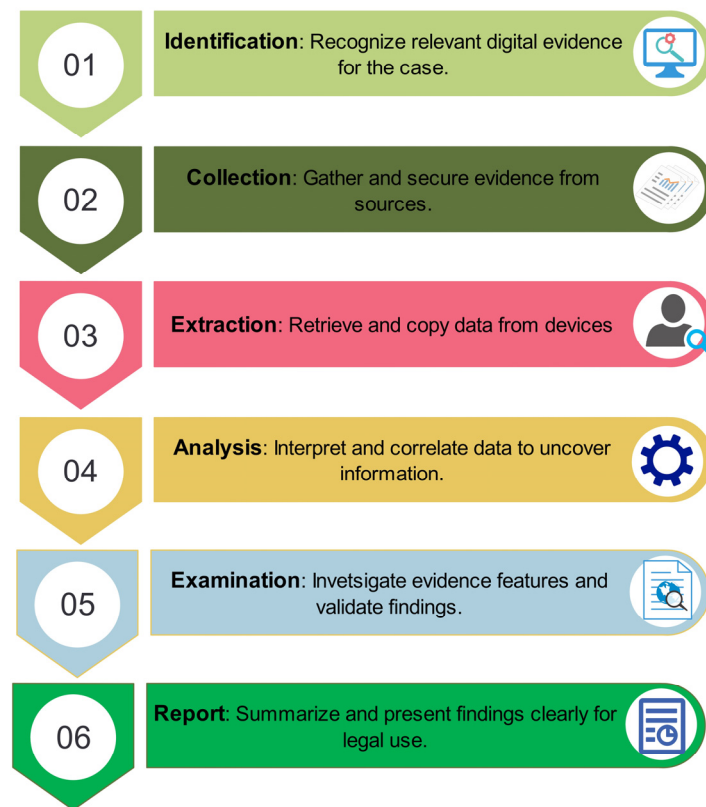 01
Identification: Recognize relevant digital evidence
for the case.
02
Collection: Gather and secure evidence from
sources.
03
Extraction: Retrieve and copy data from devices
04
Analysis: Interpret and correlate data to uncover
information.
05
Examination: Invetsigate evidence features and
validate findings.
06
Report: Summarize and present findings clearly for
legal use.